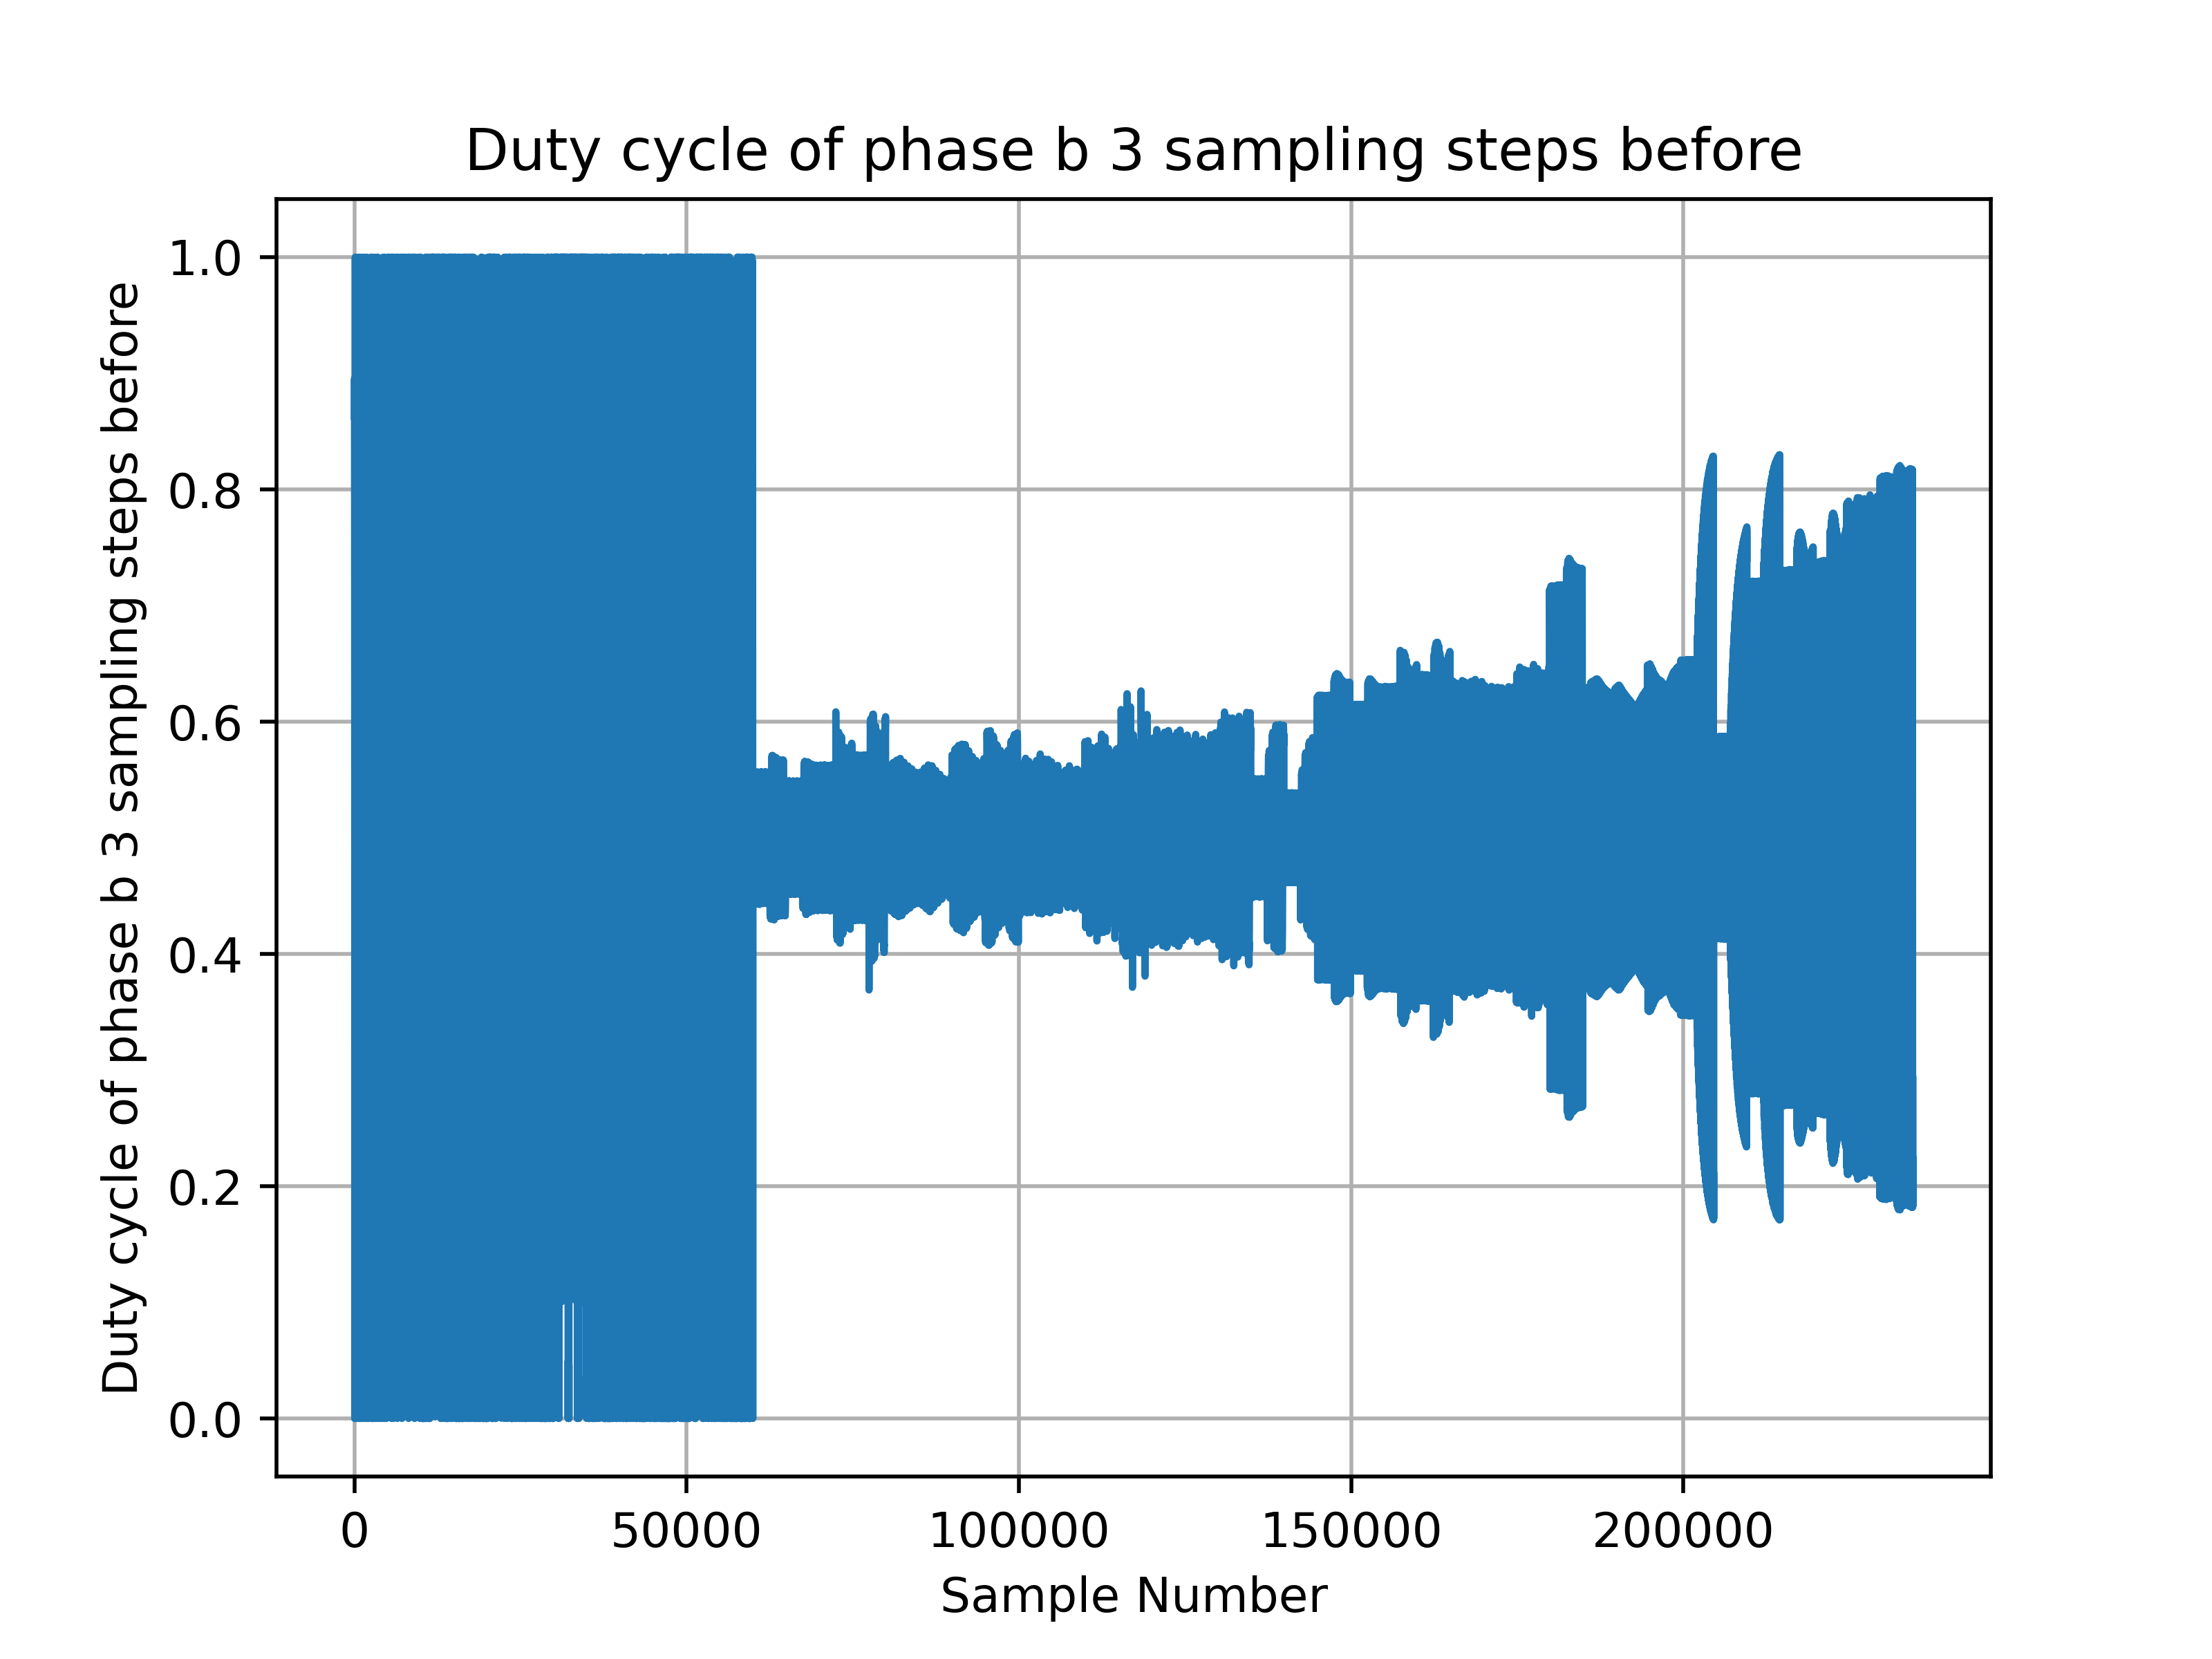 Duty cycle of phase b 3 sampling steps before
Duty cycle of phase b 3 sampling steps before
1.0
0.8
0.6
0.4
0.2
0.0
0 50000 100000 150000 200000
Sample Number